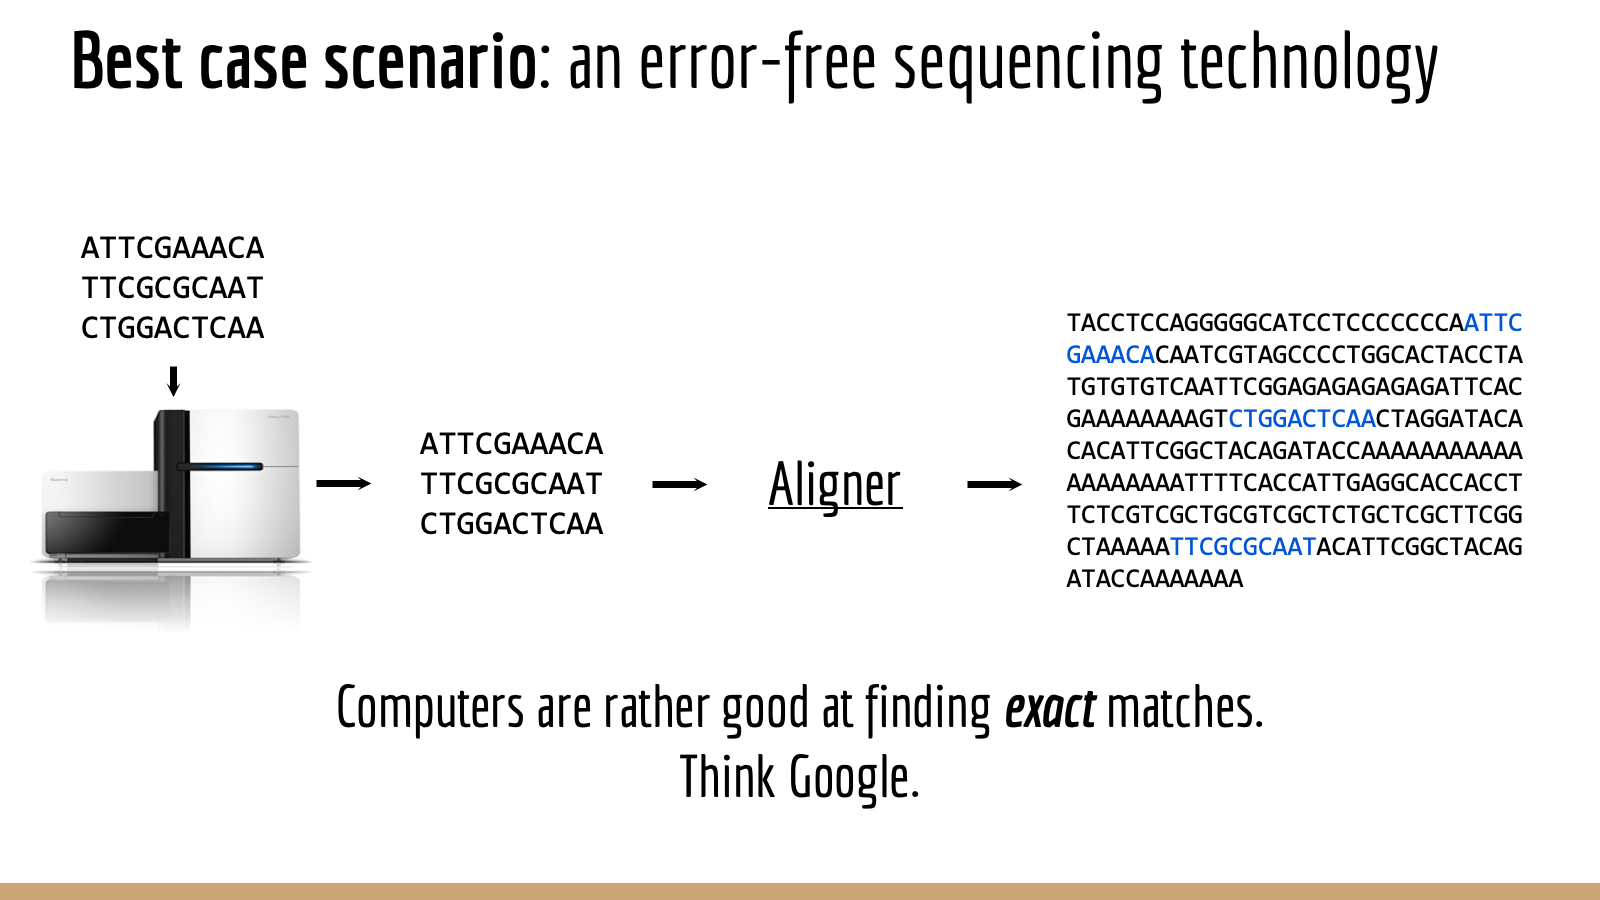 Best case scenario: an error-free sequencing technology
ATTCGAAACA
TTCGCGCAAT
CTGGACTCAA
ATTCGAAACA
TTCGCGCAAT
CTGGACTCAA
Aligner
TACCTCCAGGGGGCATCCTCCCCCCCAATTC
GAAACACAATCGTAGCCCCTGGCACTACCTA
TGTGTGTCAATTCGGAGAGAGAGAGATTCAC
GAAAAAAAAGTCTGGACTCAACTAGGATACA
CACATTCGGCTACAGATACCAAAAAAAAAAA
AAAAAAAATTTTCACCATTGAGGCACCACCT
TCTCGTCGCTGCGTCGCTCTGCTCGCTTCGG
CTAAAAATTCGCGCAATACATTCGGCTACAG
ATACCAAAAAAA
Computers are rather good at finding exact matches.
Think Google.